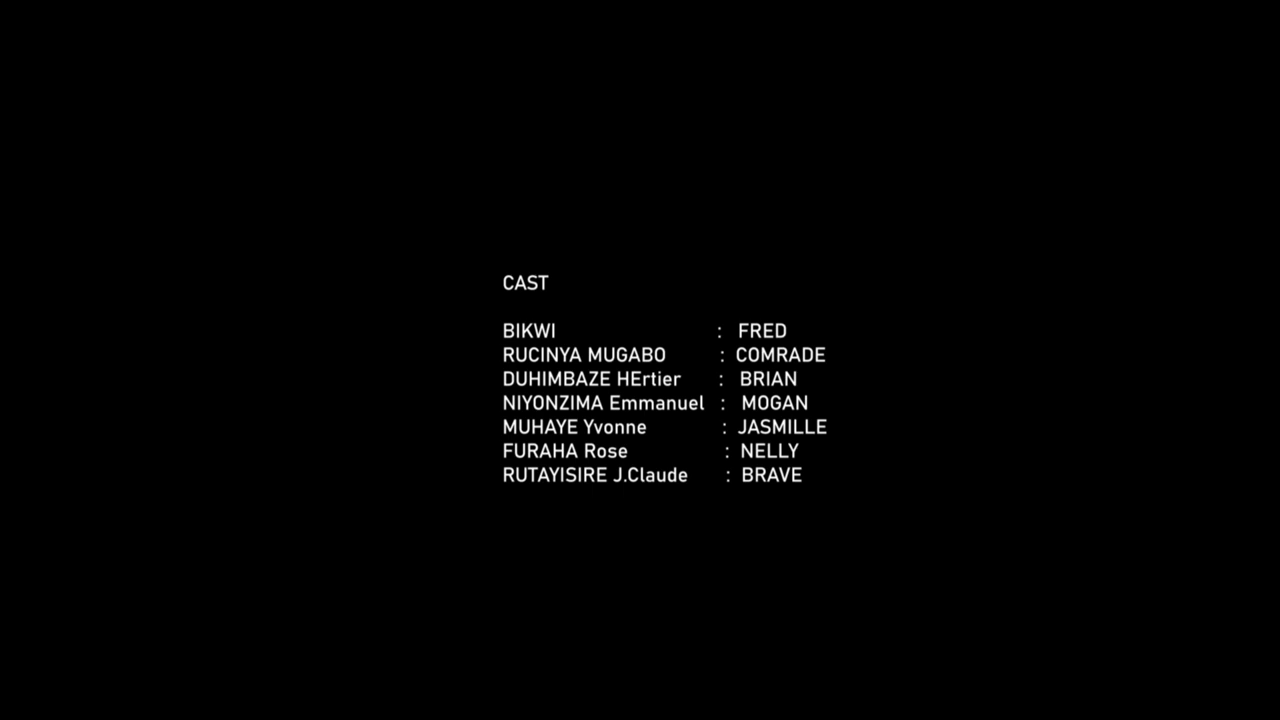 CAST
BIKWI : FRED
RUCINYA MUGABO : COMRADE
DUHIMBAZE HErtier : BRIAN
NIYONZIMA Emmanuel : MOGAN
MUHAYE Yvonne : JASMILLE
FURAHA Rose : NELLY
RUTAYISIRE J.Claude : BRAVE